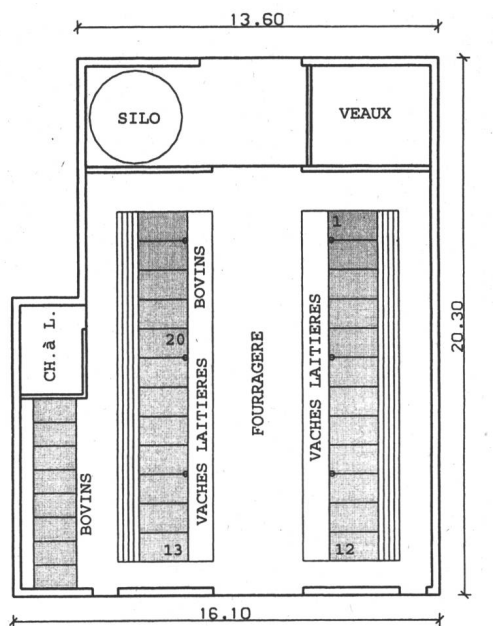 13.60
SILO
VEAUX
1
BOVINS
20
CH. à L.
VACHES LAITIERES
FOURRAGERE
VACHES LAITIERES
20.30
BOVINS
13
12
16.10